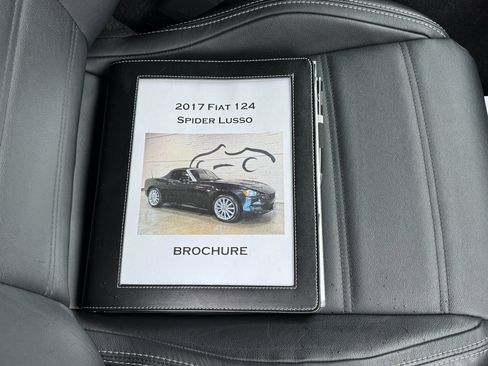 2017 Fiat 124
Spider Lusso
BROCHURE